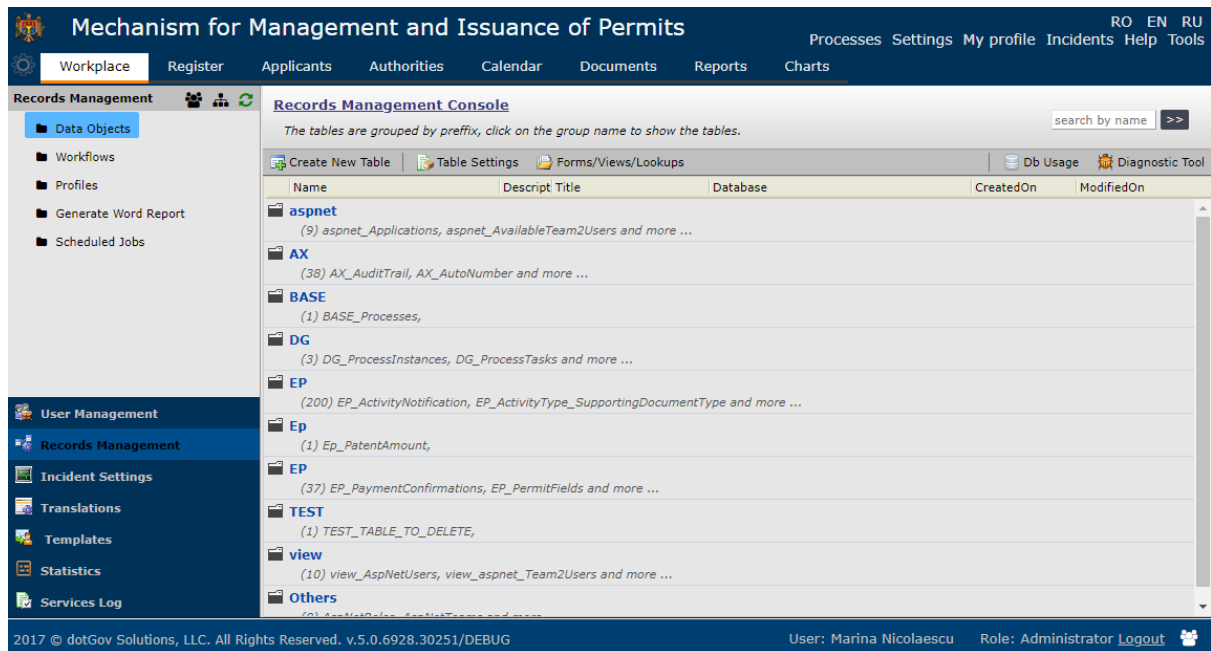 Mechanism for Management and Issuance of Permits
RO EN RU
Processes Settings My profile Incidents Help Tools
Workplace Register Applicants Authorities Calendar Documents Reports Charts
Records Management
Data Objects
Workflows
Profiles
Generate Word Report
Scheduled Jobs
User Management
Records Management
Incident Settings
Translations
Templates
Statistics
Services Log
Records Management Console
The tables are grouped by preffix, click on the group name to show the tables.
search by name >>
Create New Table Table Settings Forms/Views/Lookups Db Usage Diagnostic Tool
Name Descript Title Database CreatedOn ModifiedOn
aspnet
(9) aspnet_Applications, aspnet_AvailableTeam2Users and more ...
AX
(38) AX_AuditTrail, AX_AutoNumber and more ...
BASE
(1) BASE_Processes,
DG
(3) DG_ProcessInstances, DG_ProcessTasks and more ...
EP
(200) EP_ActivityNotification, EP_ActivityType_SupportingDocumentType and more ...
Ep
(1) Ep_PatentAmount,
EP
(37) EP_PaymentConfirmations, EP_PermitFields and more ...
TEST
(1) TEST_TABLE_TO_DELETE,
view
(10) view_AspNetUsers, view_aspnet_Team2Users and more ...
Others
2017 © dotGov Solutions, LLC. All Rights Reserved. v.5.0.6928.30251/DEBUG
User: Marina Nicolaescu Role: Administrator Logout